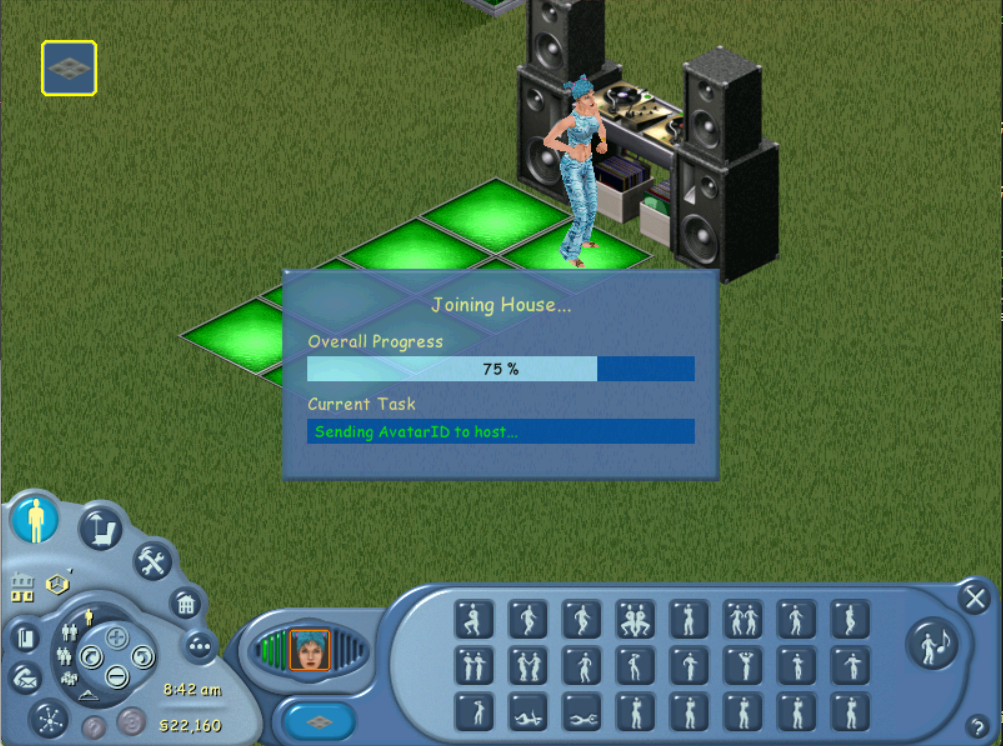 Joining House...
Overall Progress
75 %
Current Task
Sending AvatarID to host...
8:42 am
§22,160
?